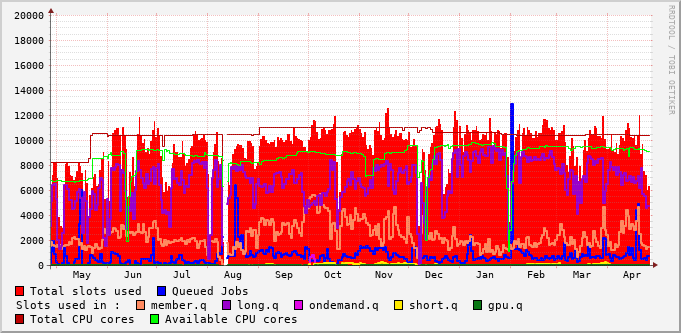 20000
18000
16000
14000
12000
10000
8000
6000
4000
2000
0
May Jun Jul Aug Sep Oct Nov Dec Jan Feb Mar Apr
Total slots used Queued Jobs
Slots used in : member.q long.q ondemand.q short.q gpu.q
Total CPU cores Available CPU cores
RRDTOOL / TOBI OETIKER